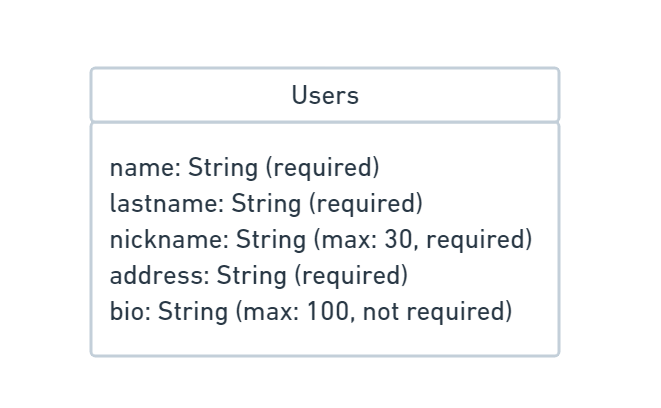 Users
name: String (required)
lastname: String (required)
nickname: String (max: 30, required)
address: String (required)
bio: String (max: 100, not required)